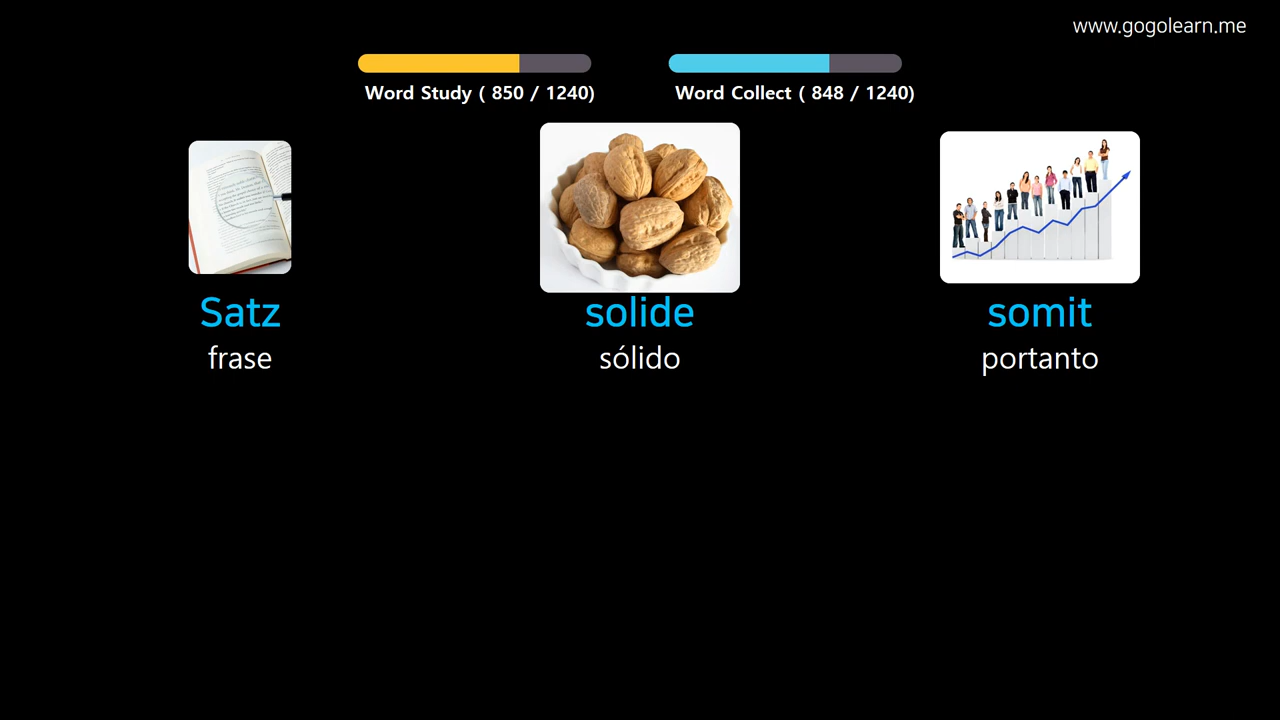 www.gogolearn.me
Word Study ( 850 / 1240)
Word Collect ( 848 / 1240)
Satz
frase
solide
sólido
somit
portanto